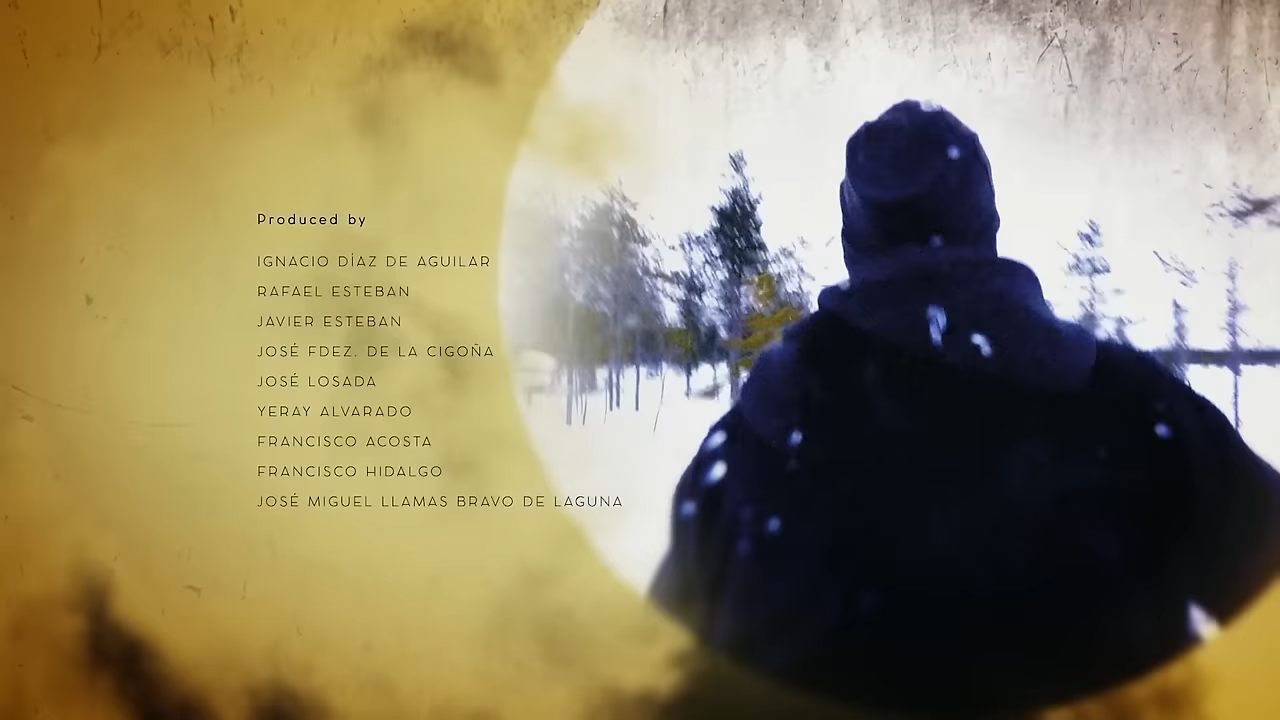 Produced by
IGNACIO DÍAZ DE AGUILAR
RAFAEL ESTEBAN
JAVIER ESTEBAN
JOSÉ FDEZ. DE LA CIGOÑA
JOSÉ LOSADA
YERAY ALVARADO
FRANCISCO ACOSTA
FRANCISCO HIDALGO
JOSÉ MIGUEL LLAMAS BRAVO DE LAGUNA